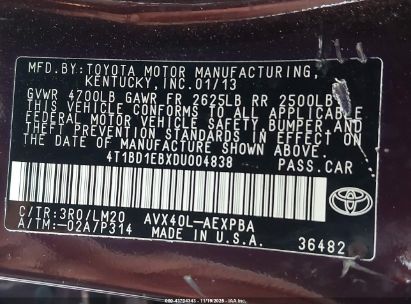 MFD.BY:TOYOTA MOTOR MANUFACTURING,
KENTUCKY,INC.01/13
GVWR 4700LB GAWR FR 2625LB RR 2500LB
THIS VEHICLE CONFORMS TO ALL APPLICABLE
FEDERAL MOTOR VEHICLE SAFETY,BUMPER,AND
THEFT PREVENTION STANDARDS IN EFFECT ON
THE DATE OF MANUFACTURE SHOWN ABOVE.
4T1BD1EBXDU004838 PASS.CAR
C/TR:3R0/LM20 AVX40L-AEXPBA
A/TM:-02A/P314 MADE IN U.S.A.
TOYOTA
36482